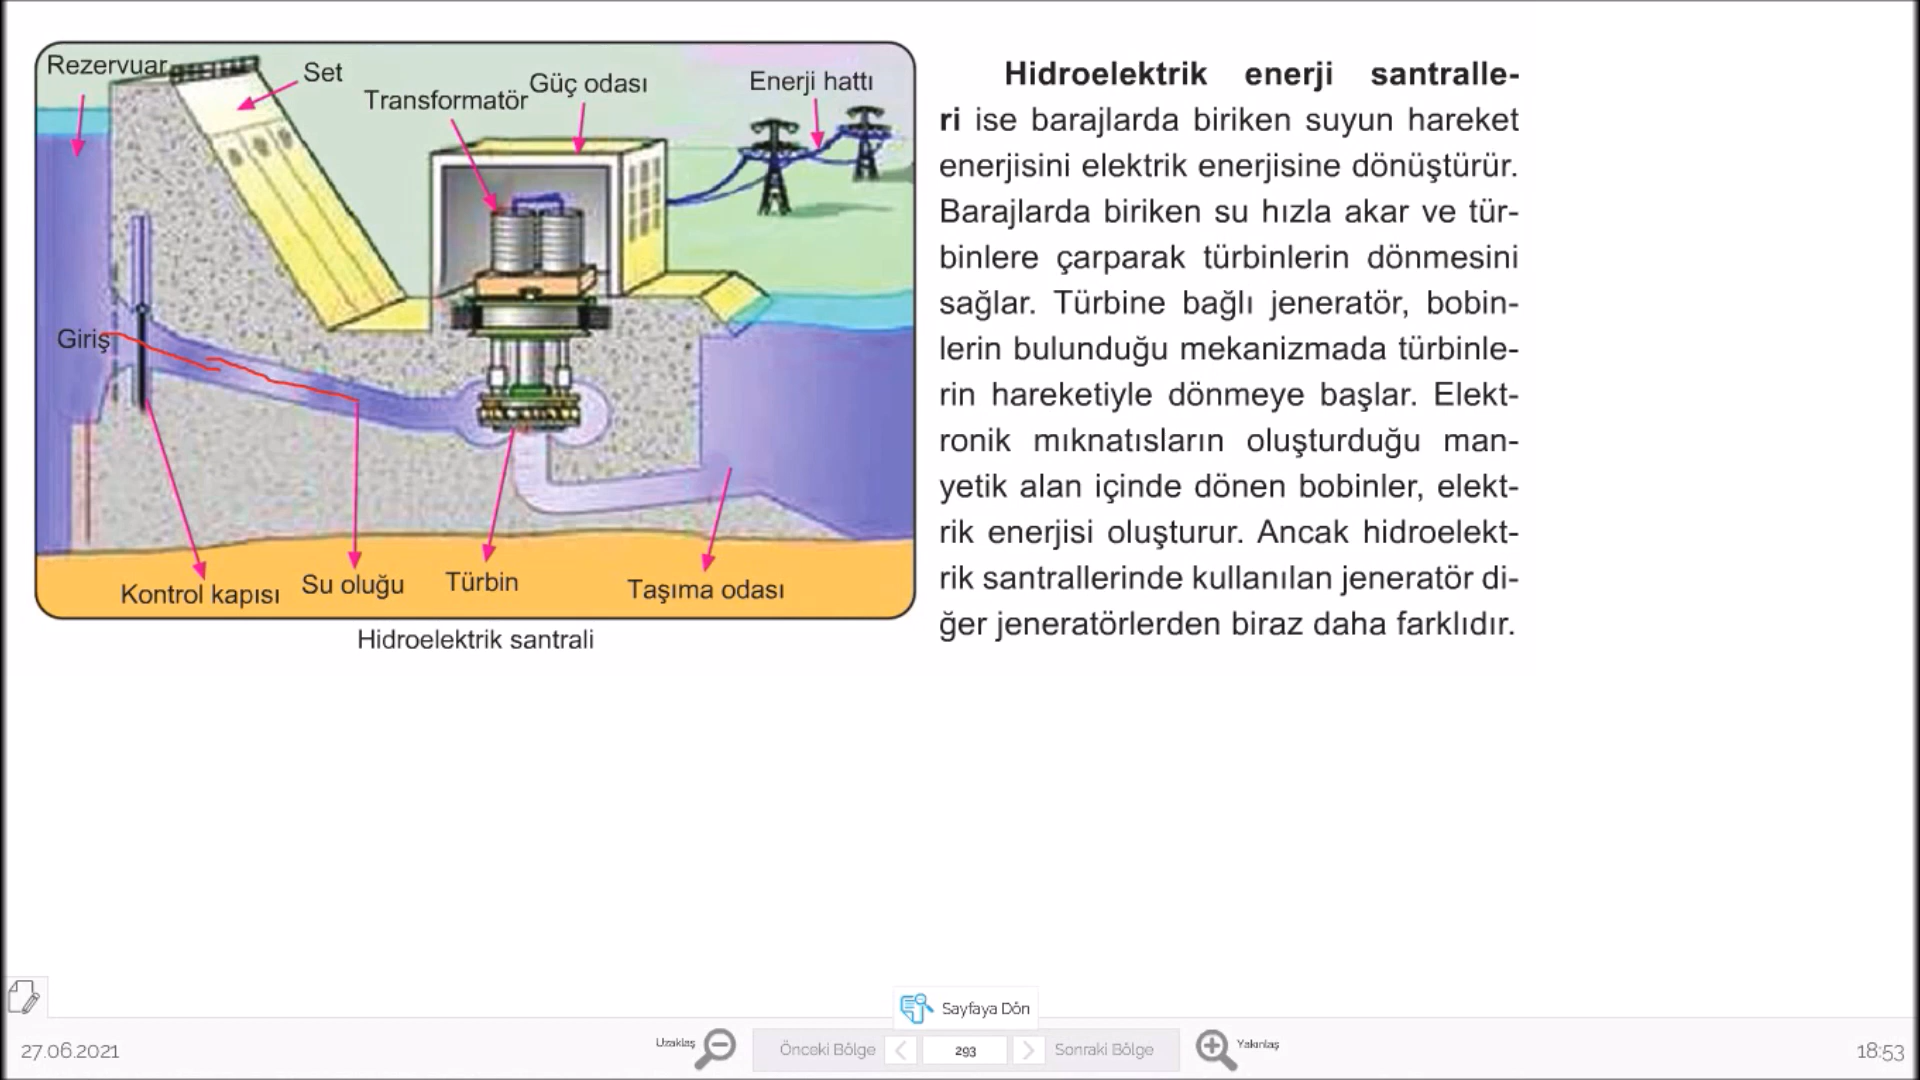 Rezervuar
Set
Transformatör
Güç odası
Enerji hattı
Giriş
Kontrol kapısı
Su oluğu
Türbin
Taşıma odası
Hidroelektrik santrali
Hidroelektrik enerji santralle-
ri ise barajlarda biriken suyun hareket
enerjisini elektrik enerjisine dönüştürür.
Barajlarda biriken su hızla akar ve tür-
binlere çarparak türbinlerin dönmesini
sağlar. Türbine bağlı jeneratör, bobin-
lerin bulunduğu mekanizmada türbinle-
rin hareketiyle dönmeye başlar. Elekt-
ronik mıknatısların oluşturduğu man-
yetik alan içinde dönen bobinler, elekt-
rik enerjisi oluşturur. Ancak hidroelekt-
rik santrallerinde kullanılan jeneratör di-
ğer jeneratörlerden biraz daha farklıdır.
Sayfaya Dön
27.06.2021
Uzaklaş
Önceki Bölge
293
Sonraki Bölge
Yakınlaş
18:53